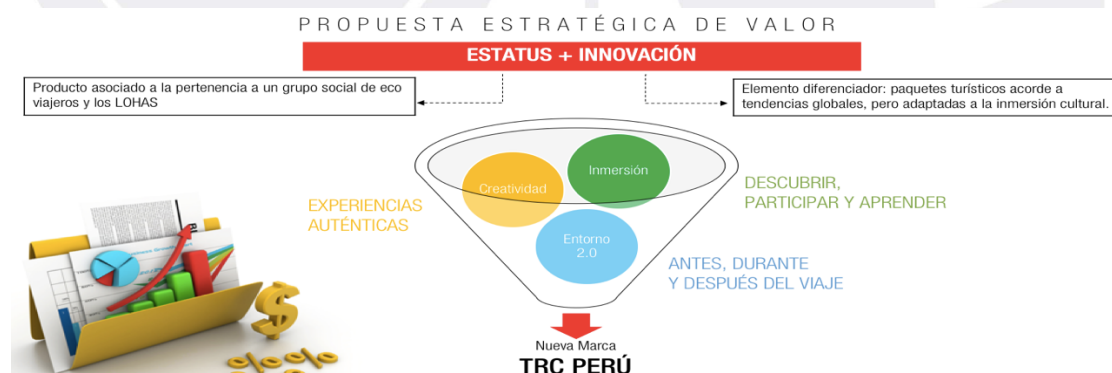 PROPUESTA ESTRATÉGICA DE VALOR
ESTATUS + INNOVACIÓN
Producto asociado a la pertenencia a un grupo social de eco
viajeros y los LOHAS
Elemento diferenciador: paquetes turísticos acorde a
tendencias globales, pero adaptadas a la inmersión cultural.
Inmersión
Creatividad
EXPERIENCIAS
AUTÉNTICAS
DESCUBRIR,
PARTICIPAR Y APRENDER
Entorno
2.0
ANTES, DURANTE
Y DESPUÉS DEL VIAJE
$
%%%
Nueva Marca
TRC PERÚ